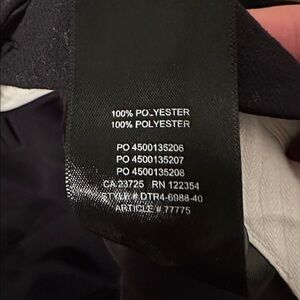 100% POLYESTER
100% POLYESTER
PO 4500135206
PO 4500135207
PO 4500135208
CA 23725 RN 122354
STYLE # DTR4-6988-40
ARTICLE # 77775